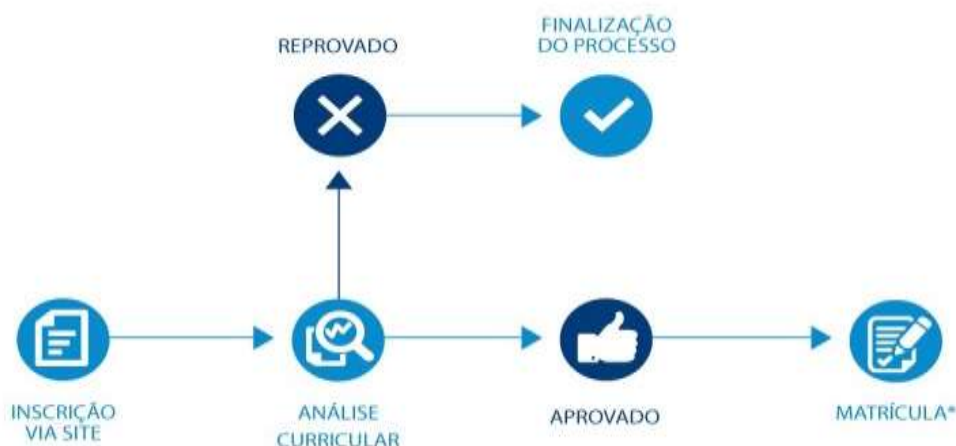 REPROVADO
FINALIZAÇÃO
DO PROCESSO
INSCRIÇÃO
VIA SITE
ANÁLISE
CURRICULAR
APROVADO
MATRÍCULA*